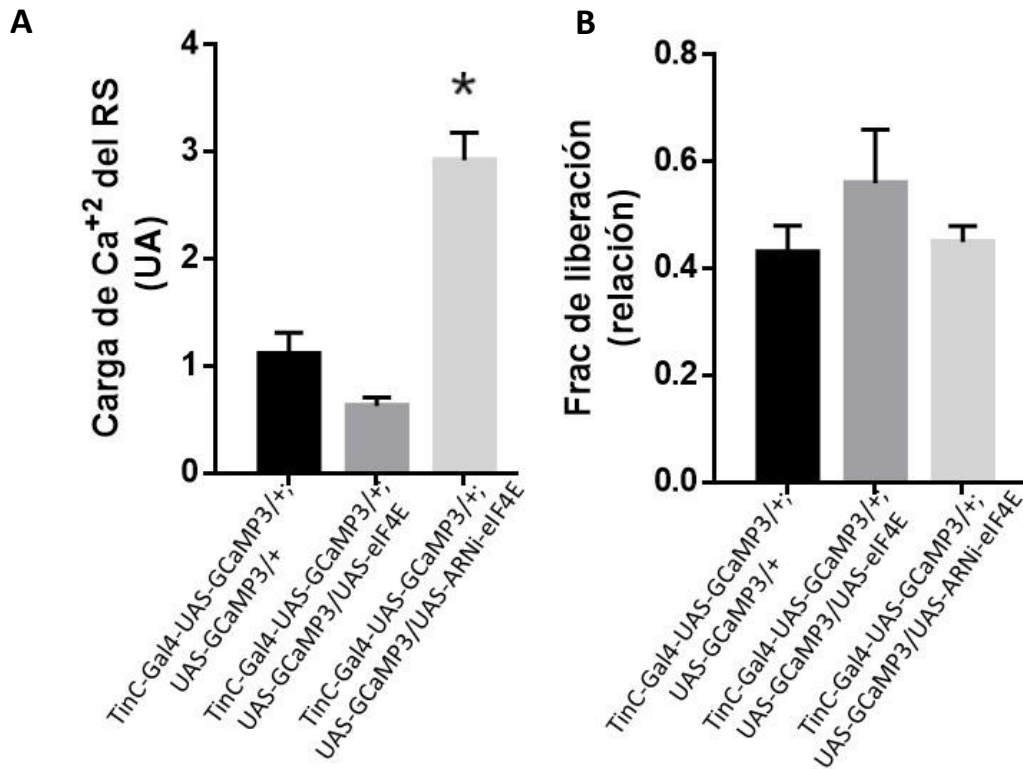 A
Carga de Ca+2 del RS
(UA)
4
3
2
1
0
*
TinC-Gal4-UAS-GCaMP3/+;
UAS-GCaMP3/+
TinC-Gal4-UAS-GCaMP3/+;
UAS-GCaMP3/UAS-eIF4E
TinC-Gal4-UAS-GCaMP3/+;
UAS-GCaMP3/UAS-ARNi-eIF4E
B
Frac de liberación
(relación)
0.8
0.6
0.4
0.2
0.0
TinC-Gal4-UAS-GCaMP3/+;
UAS-GCaMP3/+
TinC-Gal4-UAS-GCaMP3/+;
UAS-GCaMP3/UAS-eIF4E
TinC-Gal4-UAS-GCaMP3/+;
UAS-GCaMP3/UAS-ARNi-eIF4E